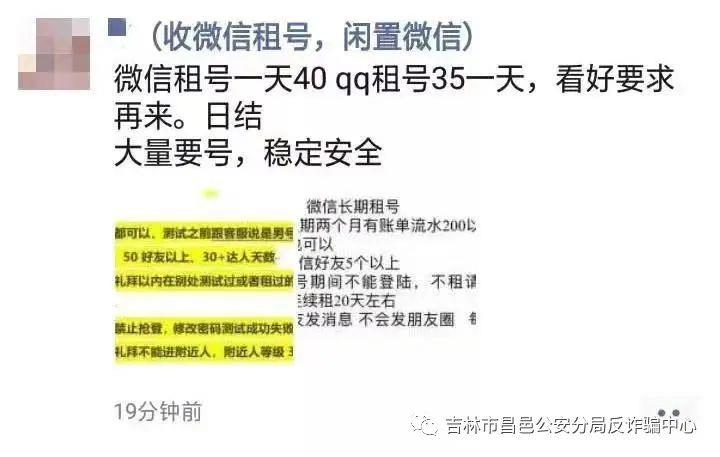 （收微信租号，闲置微信）
微信租号一天40 qq租号35一天，看好要求
再来。日结
大量要号，稳定安全
都可以、测试之前跟客服说是男号
50 好友以上、30+达人天数
礼拜以内在别处测试过或者租过的
禁止抢登，修改密码测试成功失败
礼拜不能进附近人，附近人等级
微信长期租号
期两个月有账单流水200以
也可以
信好友5个以上
号期间不能登陆，不租请
连续租20天左右
友发消息 不会发朋友圈 每
19分钟前
吉林市昌邑公安分局反诈骗中心